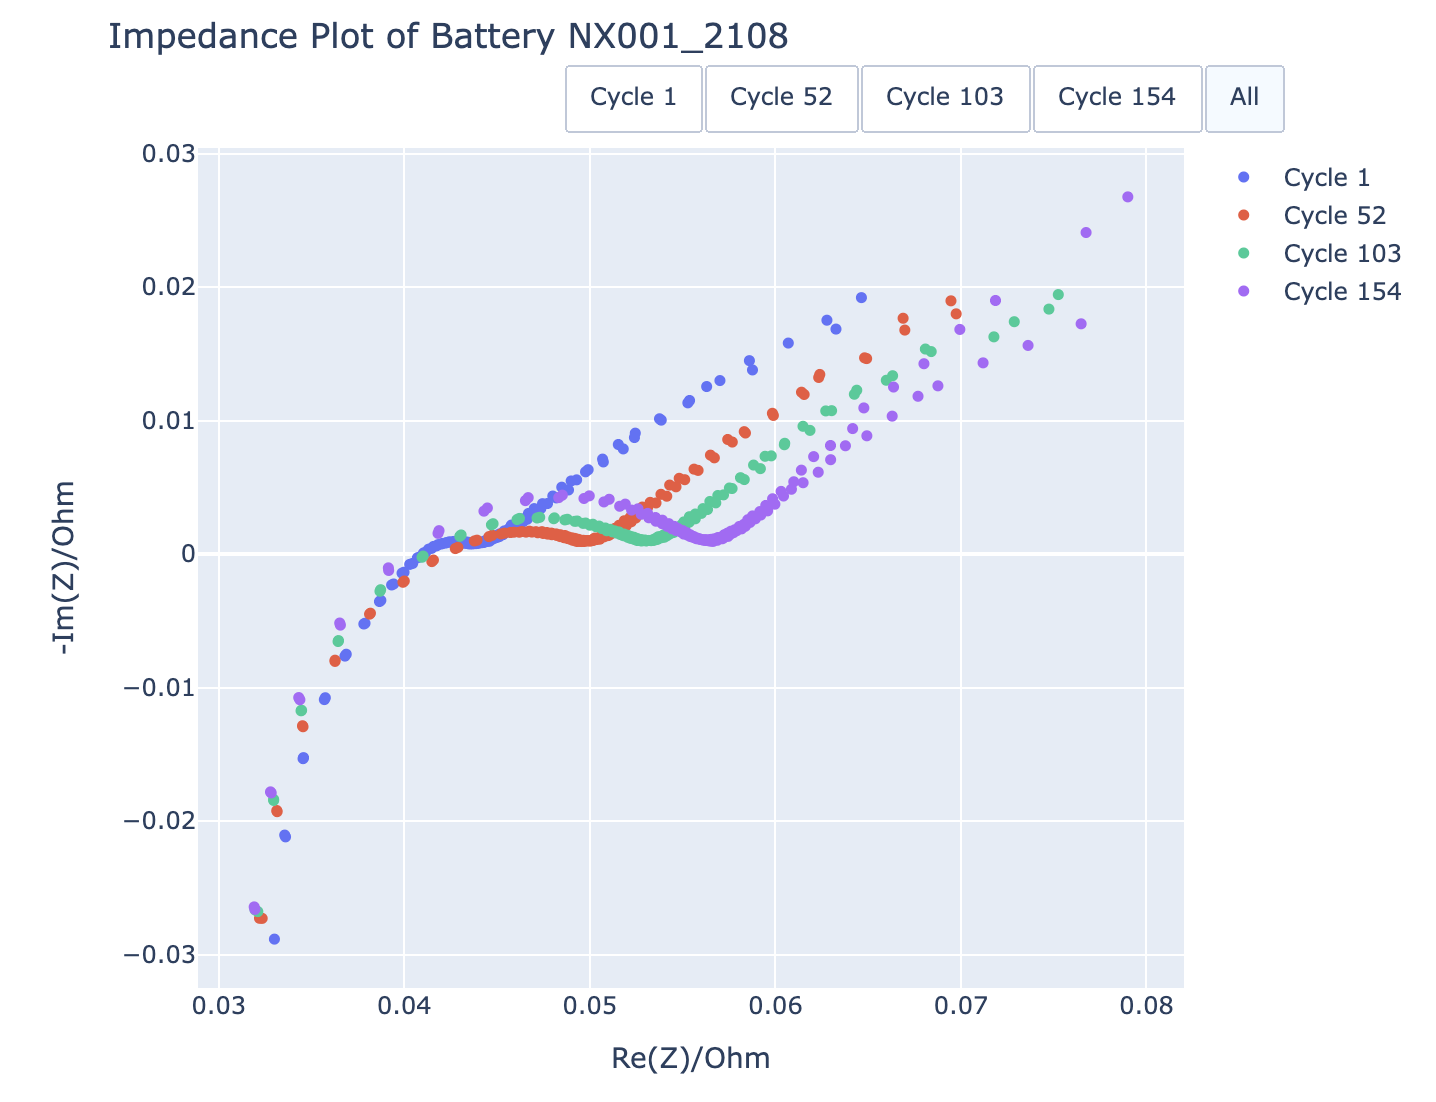 Impedance Plot of Battery NX001_2108
Cycle 1 Cycle 52 Cycle 103 Cycle 154 All
Cycle 1
Cycle 52
Cycle 103
Cycle 154
-Im(Z)/Ohm
0.03
0.02
0.01
0
−0.01
−0.02
−0.03
0.03 0.04 0.05 0.06 0.07 0.08
Re(Z)/Ohm